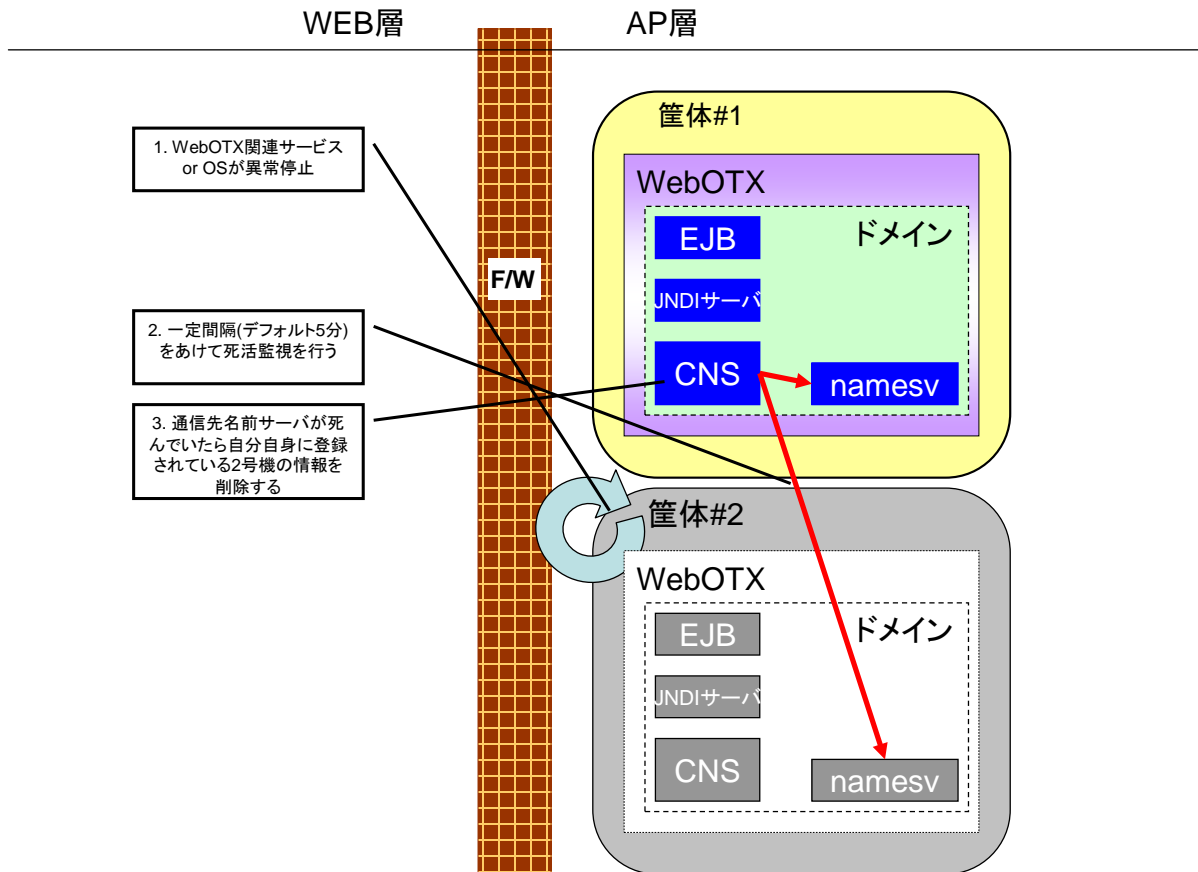 WEB層
AP層
1. WebOTX関連サービス
or OSが異常停止
2. 一定間隔(デフォルト5分)
をあけて死活監視を行う
3. 通信先名前サーバが死
んでいたら自分自身に登録
されている2号機の情報を
削除する
F/W
筐体#1
WebOTX
ドメイン
EJB
JNDIサーバ
CNS
namesv
筐体#2
WebOTX
ドメイン
EJB
JNDIサーバ
CNS
namesv